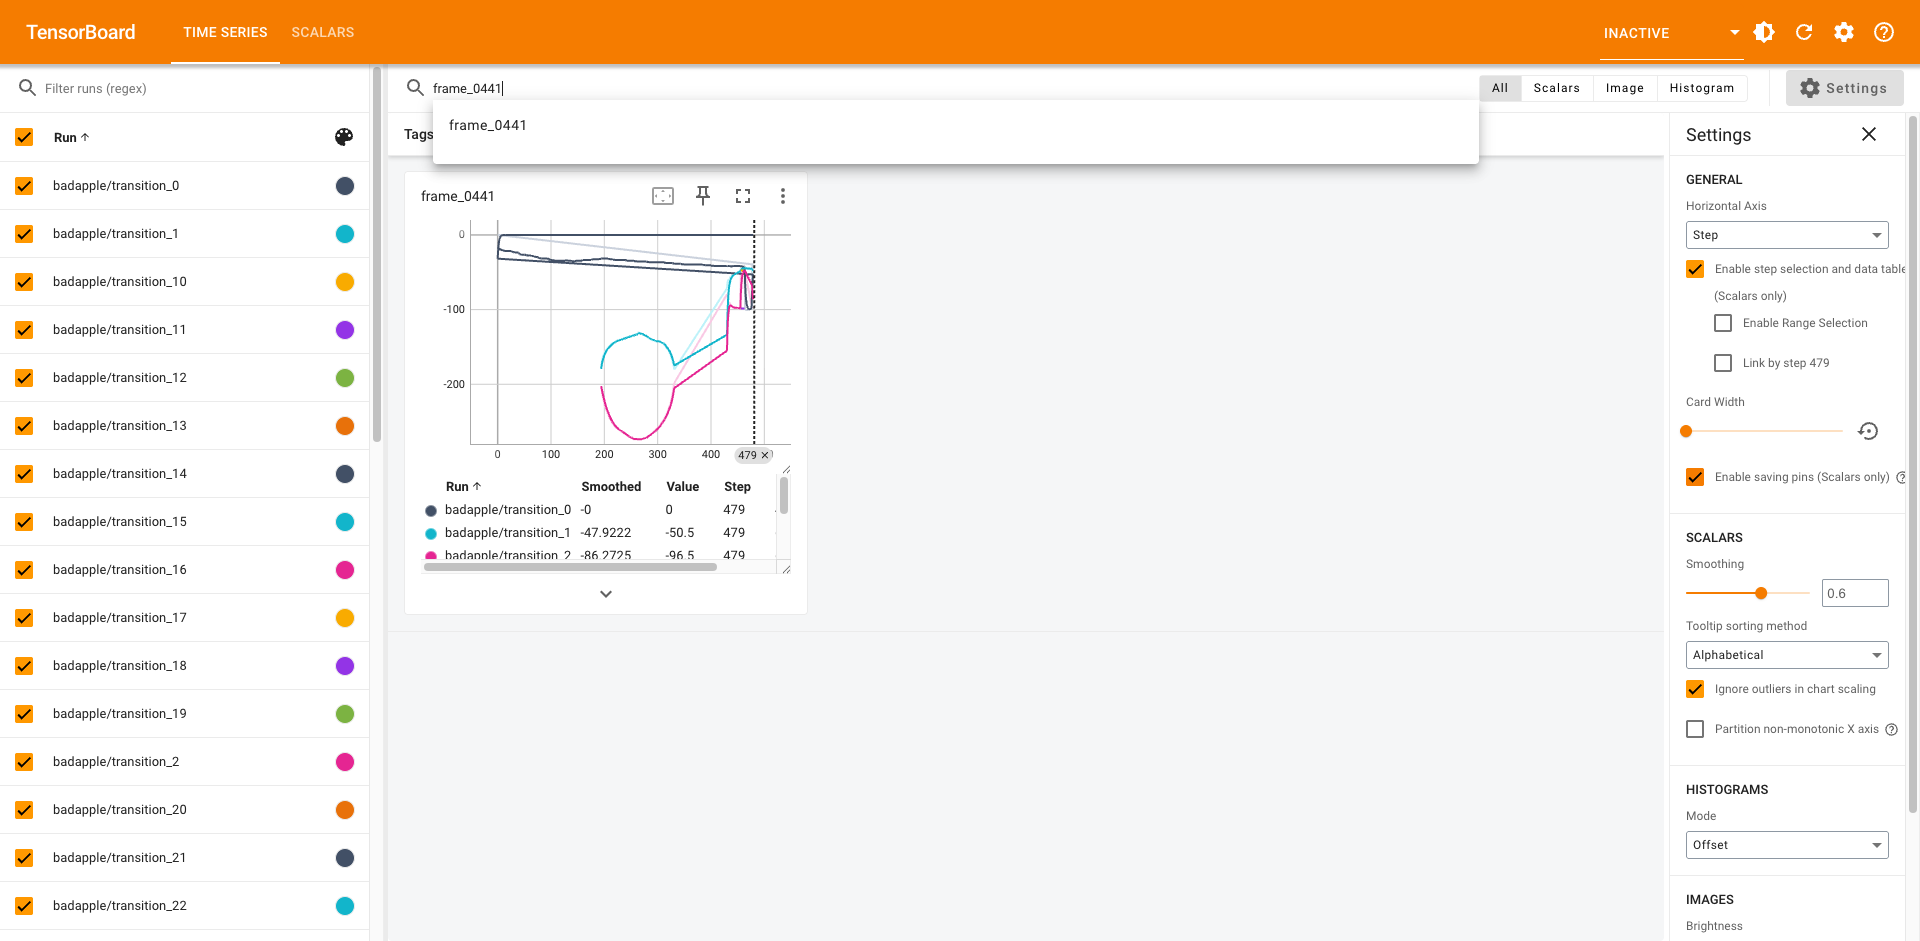 TensorBoard
TIME SERIES
SCALARS
INACTIVE
Filter runs (regex)
Run
badapple/transition_0
badapple/transition_1
badapple/transition_10
badapple/transition_11
badapple/transition_12
badapple/transition_13
badapple/transition_14
badapple/transition_15
badapple/transition_16
badapple/transition_17
badapple/transition_18
badapple/transition_19
badapple/transition_2
badapple/transition_20
badapple/transition_21
badapple/transition_22
frame_0441
frame_0441
All
Scalars
Image
Histogram
Settings
Tags
frame_0441
0
-100
-200
0
100
200
300
400
479
Run Smoothed Value Step
badapple/transition_0 -0 0 479
badapple/transition_1 -47.9222 -50.5 479
badapple/transition_2 -86.2725 -96.5 479
Settings
GENERAL
Horizontal Axis
Step
Enable step selection and data table
(Scalars only)
Enable Range Selection
Link by step 479
Card Width
Enable saving pins (Scalars only)
SCALARS
Smoothing
0.6
Tooltip sorting method
Alphabetical
Ignore outliers in chart scaling
Partition non-monotonic X axis
HISTOGRAMS
Mode
Offset
IMAGES
Brightness